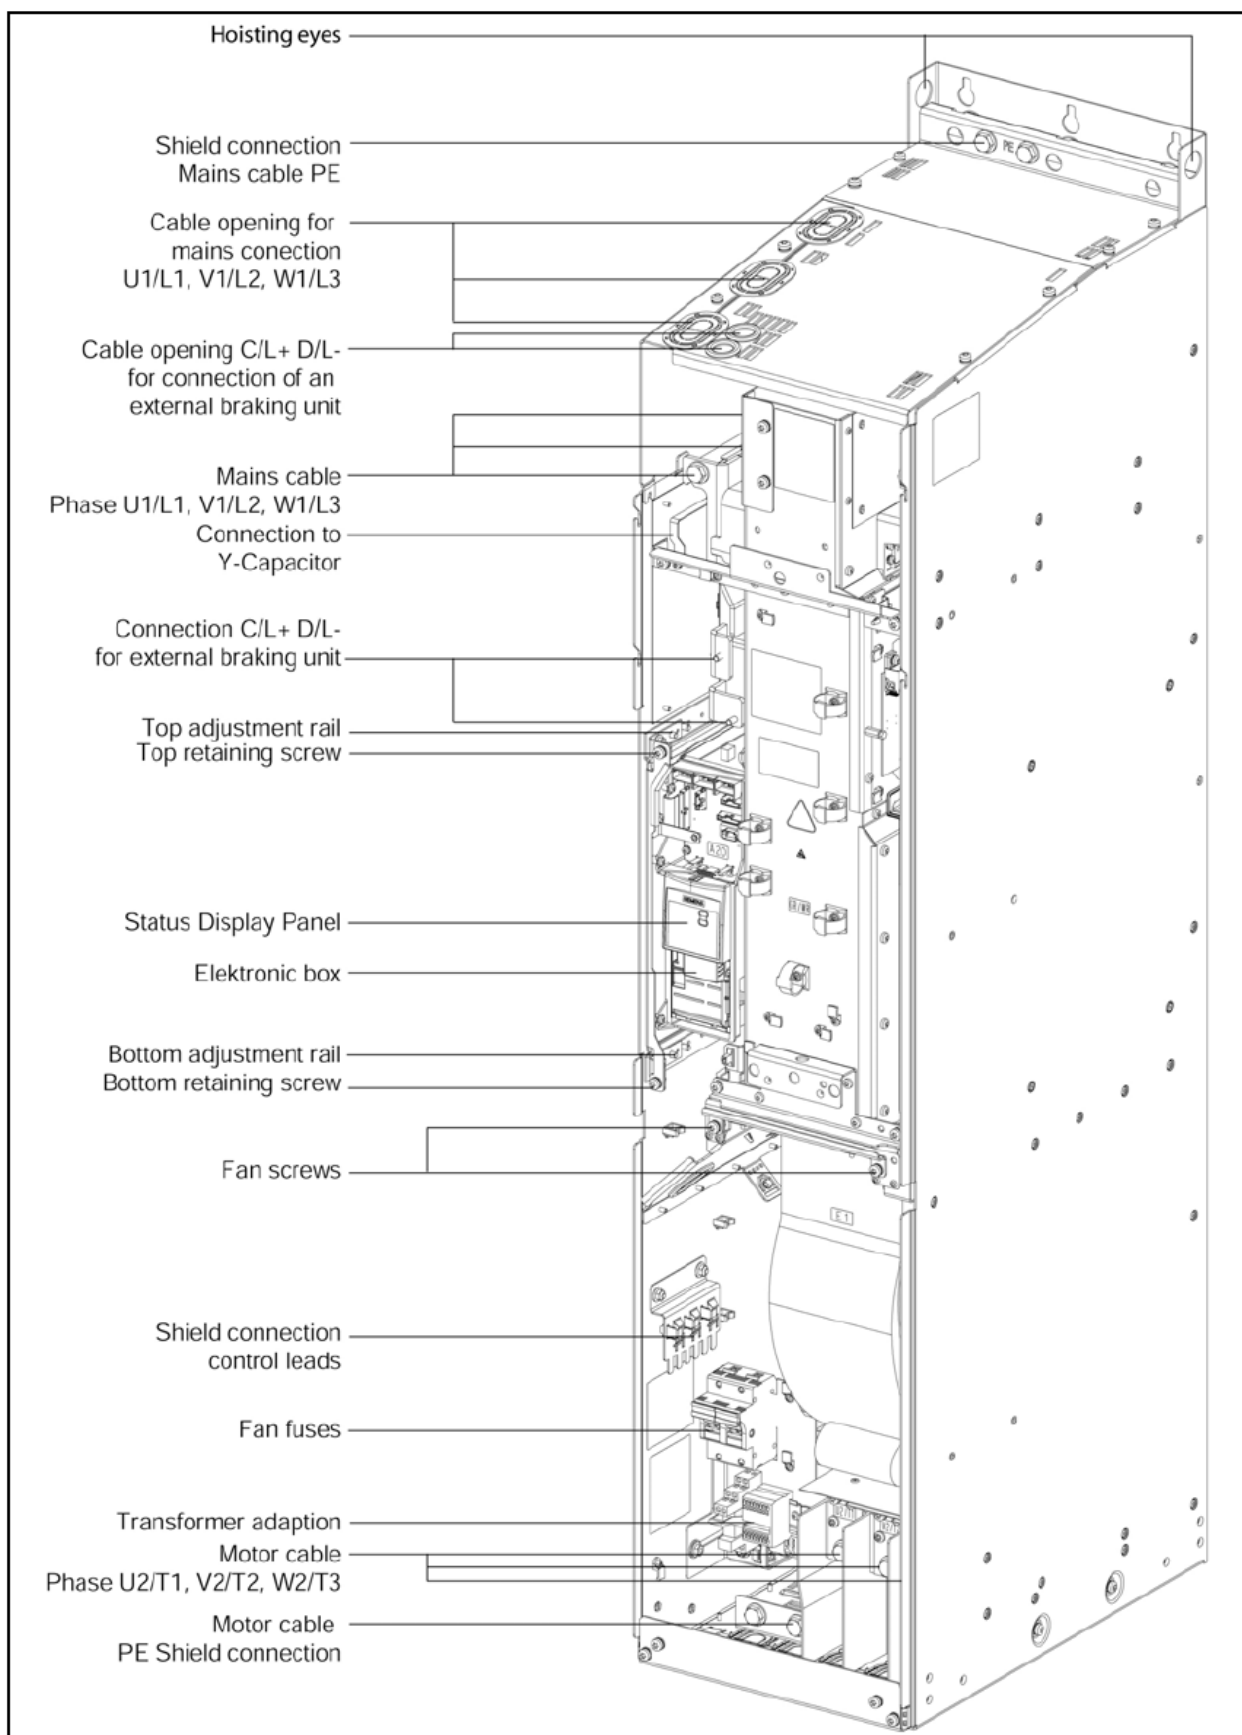 Hoisting eyes
Shield connection
Mains cable PE
PE
Cable opening for
mains conection
U1/L1, V1/L2, W1/L3
Cable opening C/L+ D/L-
for connection of an
external braking unit
Mains cable
Phase U1/L1, V1/L2, W1/L3
Connection to
Y-Capacitor
Connection C/L+ D/L-
for external braking unit
Top adjustment rail
Top retaining screw
Status Display Panel
Elektronic box
Bottom adjustment rail
Bottom retaining screw
Fan screws
E1
Shield connection
control leads
Fan fuses
Transformer adaption
Motor cable
Phase U2/T1, V2/T2, W2/T3
Motor cable
PE Shield connection